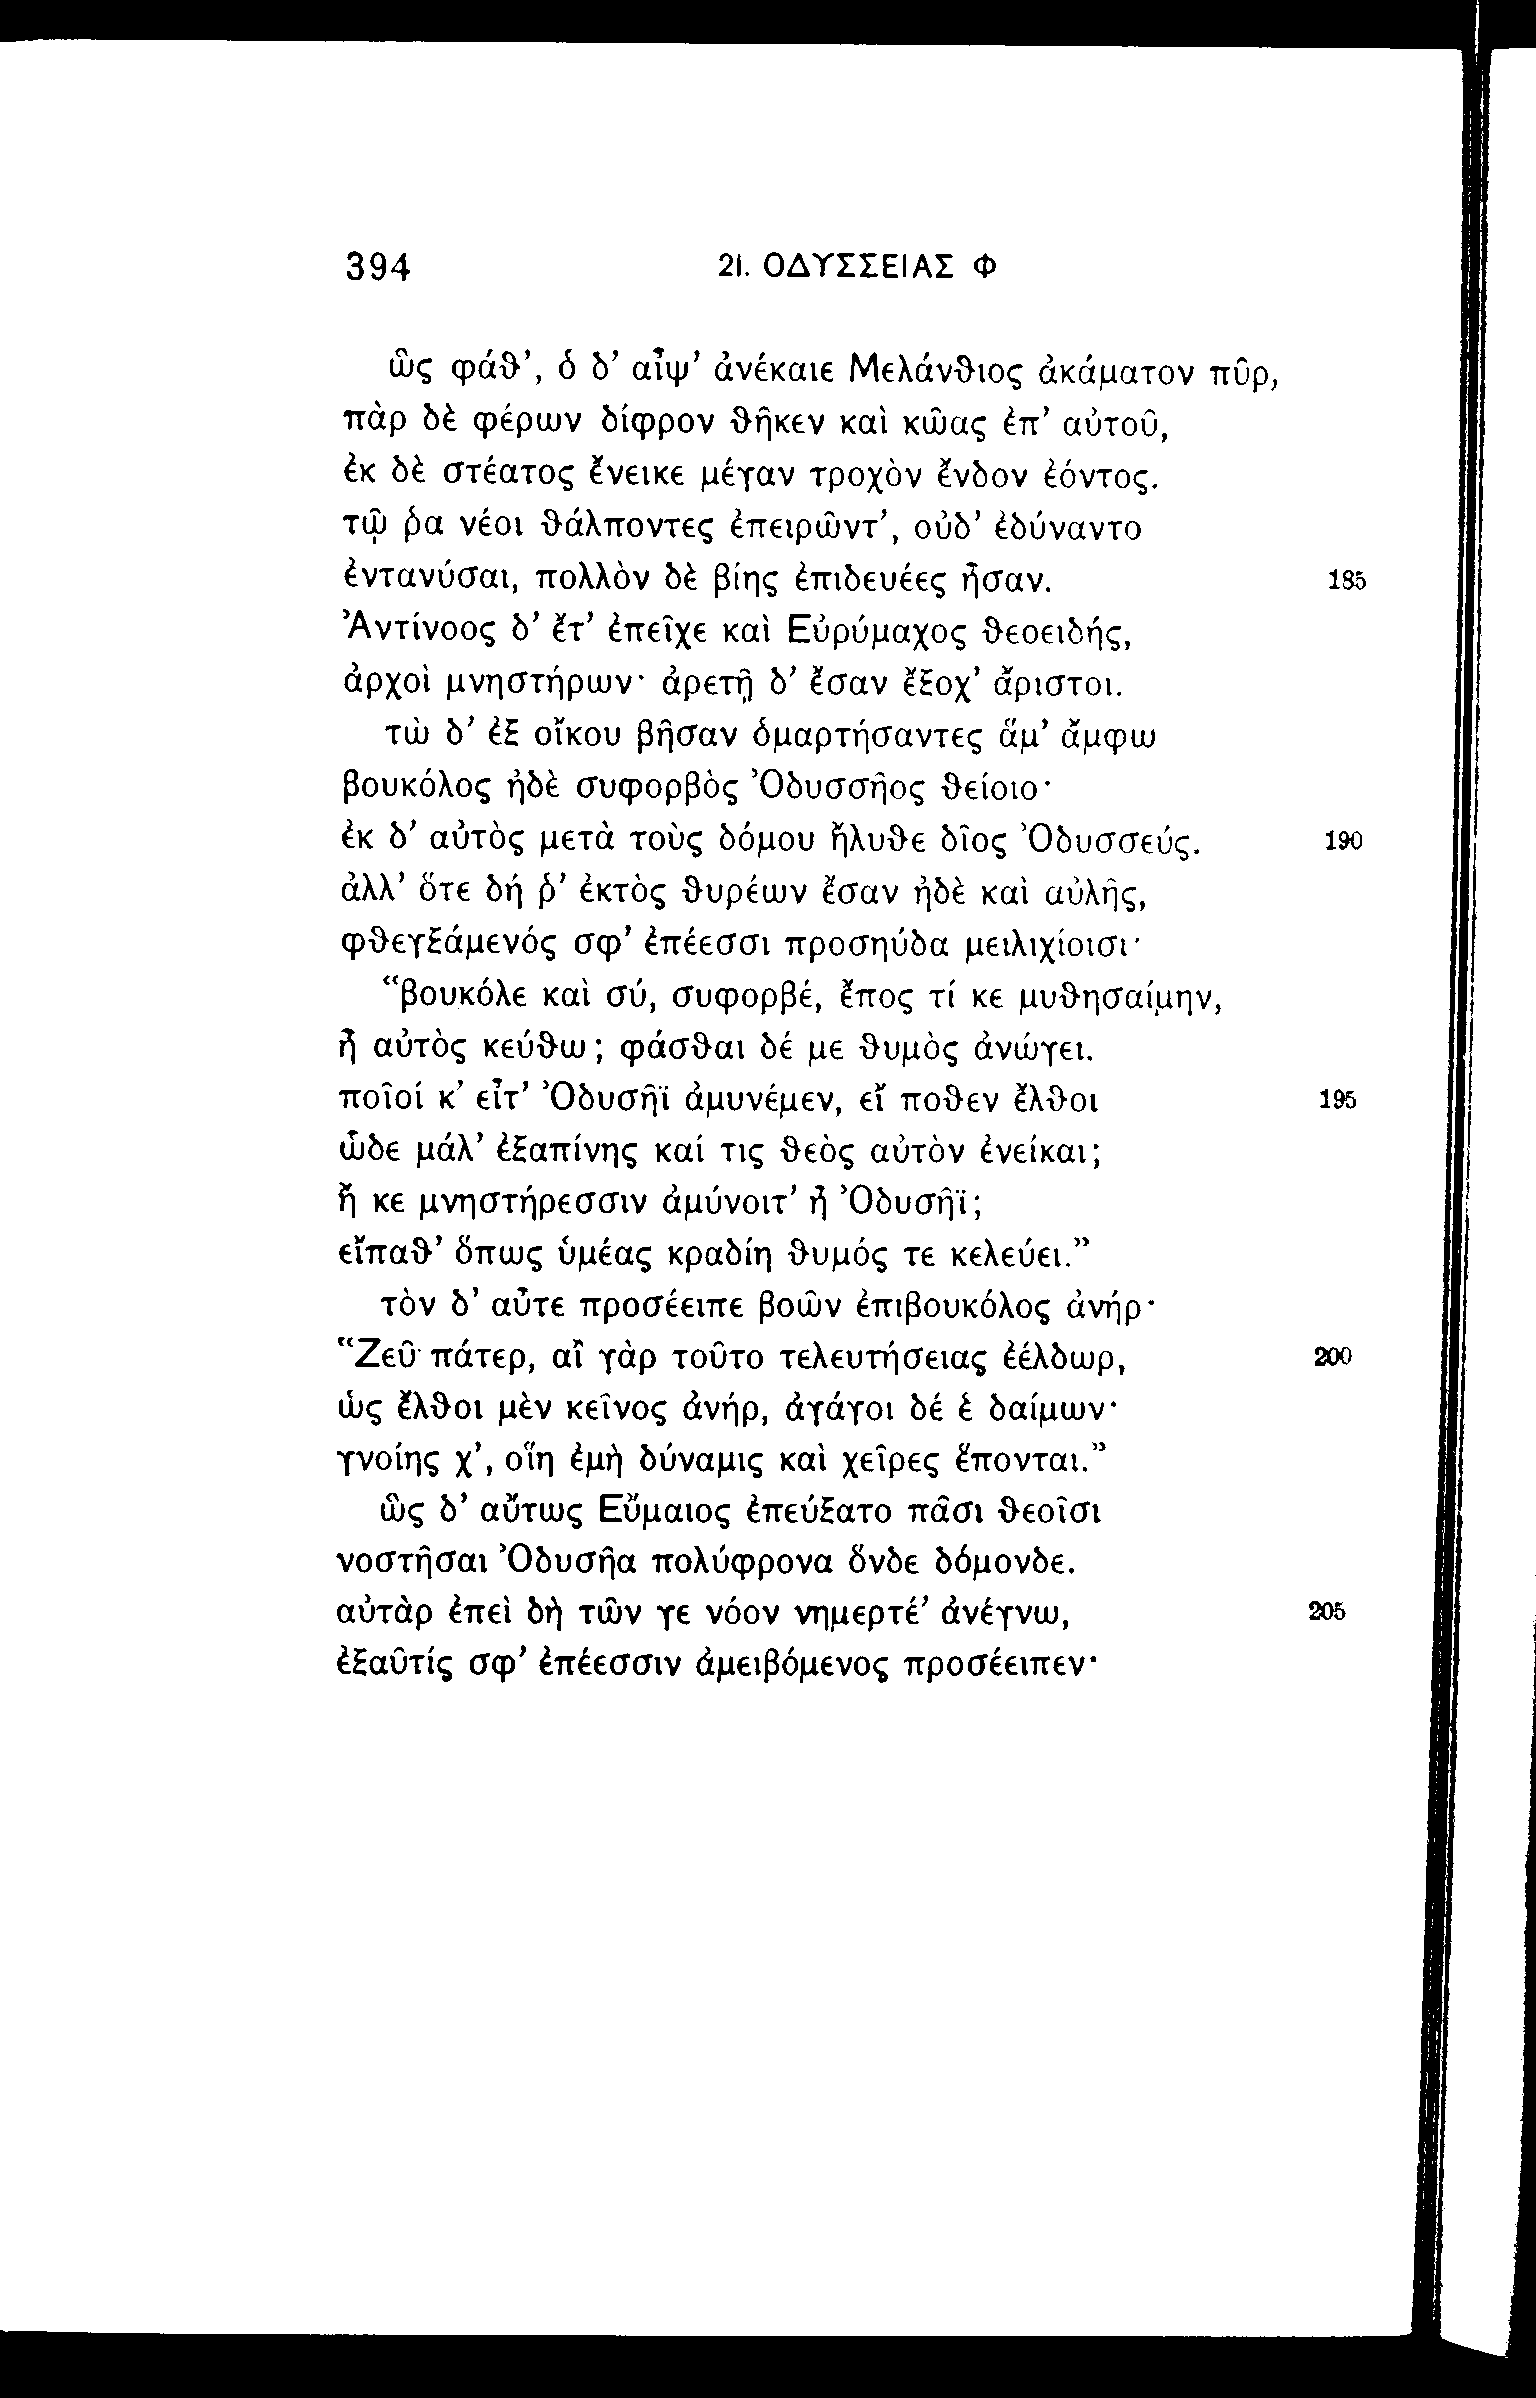 394 21. ΟΔΥΣΣΕΙΑΣ Φ
ὣς φάϑ’, ὁ δ’ αἶψ’ ἀνέκαιε Μελάνϑιος ἀκάματον πῦρ,
πὰρ δὲ φέρων δίφρον ϑῆκεν καὶ κῶας ἐπ’ αὐτοῦ,
ἐκ δὲ στέατος ἔνεικε μέγαν τροχὸν ἔνδον ἐόντος.
τῷ ῥα νέοι ϑάλποντες ἐπειρῶντ’, οὐδ’ ἐδύναντο
ἐντανύσαι, πολλὸν δὲ βίης ἐπιδευέες ἦσαν. 185
Ἀντίνοος δ’ ἔτ’ ἐπεῖχε καὶ Εὐρύμαχος ϑεοειδής,
ἀρχοὶ μνηστήρων· ἀρετῇ δ’ ἔσαν ἔξοχ’ ἄριστοι.
τὼ δ’ ἐξ οἴκου βῆσαν ὁμαρτήσαντες ἅμ’ ἄμφω
βουκόλος ἠδὲ συφορβὸς Ὀδυσσῆος ϑείοιο·
ἐκ δ’ αὐτὸς μετὰ τοὺς δόμου ἤλυϑε δῖος Ὀδυσσεύς. 190
ἀλλ’ ὅτε δή ῥ’ ἐκτὸς ϑυρέων ἔσαν ἠδὲ καὶ αὐλῆς,
φϑεγξάμενός σφ’ ἐπέεσσι προσηύδα μειλιχίοισι·
“βουκόλε καὶ σύ, συφορβέ, ἔπος τί κε μυϑησαίμην,
ἦ αὐτὸς κεύϑω; φάσϑαι δέ με ϑυμὸς ἀνώγει.
ποῖοί κ’ εἶτ’ Ὀδυσῆϊ ἀμυνέμεν, εἴ ποϑεν ἔλϑοι 195
ὧδε μάλ’ ἐξαπίνης καί τις ϑεὸς αὐτὸν ἐνείκαι;
ἤ κε μνηστήρεσσιν ἀμύνοιτ’ ἦ Ὀδυσῆϊ;
εἴπαϑ’ ὅπως ὑμέας κραδίη ϑυμός τε κελεύει.”
τὸν δ’ αὖτε προσέειπε βοῶν ἐπιβουκόλος ἀνήρ·
“Ζεῦ πάτερ, αἲ γὰρ τοῦτο τελευτήσειας ἐέλδωρ, 200
ὡς ἔλϑοι μὲν κεῖνος ἀνήρ, ἀγάγοι δέ ἑ δαίμων·
γνοίης χ’, οἵη ἐμὴ δύναμις καὶ χεῖρες ἕπονται.”
ὣς δ’ αὔτως Εὔμαιος ἐπεύξατο πᾶσι ϑεοῖσι
νοστῆσαι Ὀδυσῆα πολύφρονα ὅνδε δόμονδε.
αὐτὰρ ἐπεὶ δὴ τῶν γε νόον νημερτέ’ ἀνέγνω, 205
ἐξαῦτίς σφ’ ἐπέεσσιν ἀμειβόμενος προσέειπεν·